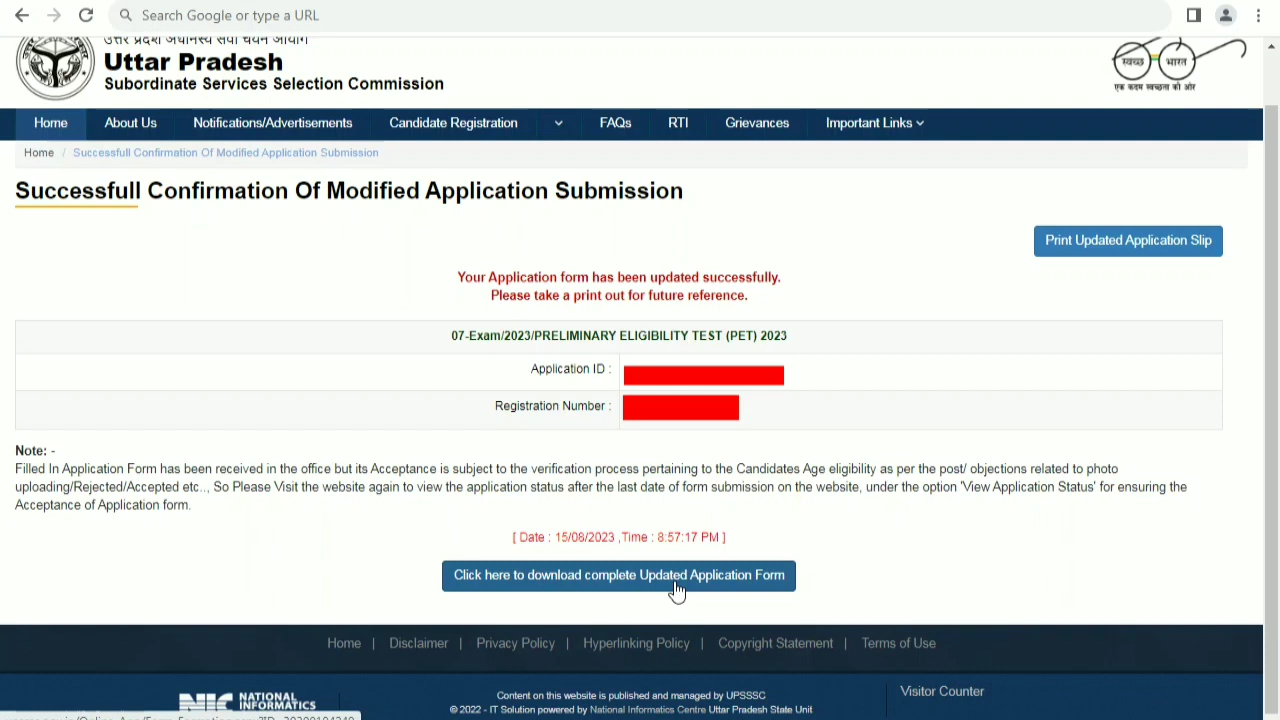 Search Google or type a URL
उत्तर प्रदेश अधीनस्थ सेवा चयन आयोग
Uttar Pradesh
Subordinate Services Selection Commission
स्वच्छ भारत
एक कदम स्वच्छता की ओर
Home About Us Notifications/Advertisements Candidate Registration FAQs RTI Grievances Important Links
Home / Successfull Confirmation Of Modified Application Submission
Successfull Confirmation Of Modified Application Submission
Print Updated Application Slip
Your Application form has been updated successfully.
Please take a print out for future reference.
07-Exam/2023/PRELIMINARY ELIGIBILITY TEST (PET) 2023
Application ID :
Registration Number :
Note: -
Filled In Application Form has been received in the office but its Acceptance is subject to the verification process pertaining to the Candidates Age eligibility as per the post/ objections related to photo
uploading/Rejected/Accepted etc.., So Please Visit the website again to view the application status after the last date of form submission on the website, under the option 'View Application Status' for ensuring the
Acceptance of Application form.
[ Date : 15/08/2023 ,Time : 8:57:17 PM ]
Click here to download complete Updated Application Form
Home | Disclaimer | Privacy Policy | Hyperlinking Policy | Copyright Statement | Terms of Use
NIC NATIONAL
INFORMATICS
Content on this website is published and managed by UPSSSC
© 2022 - IT Solution powered by National Informatics Centre Uttar Pradesh State Unit
Visitor Counter